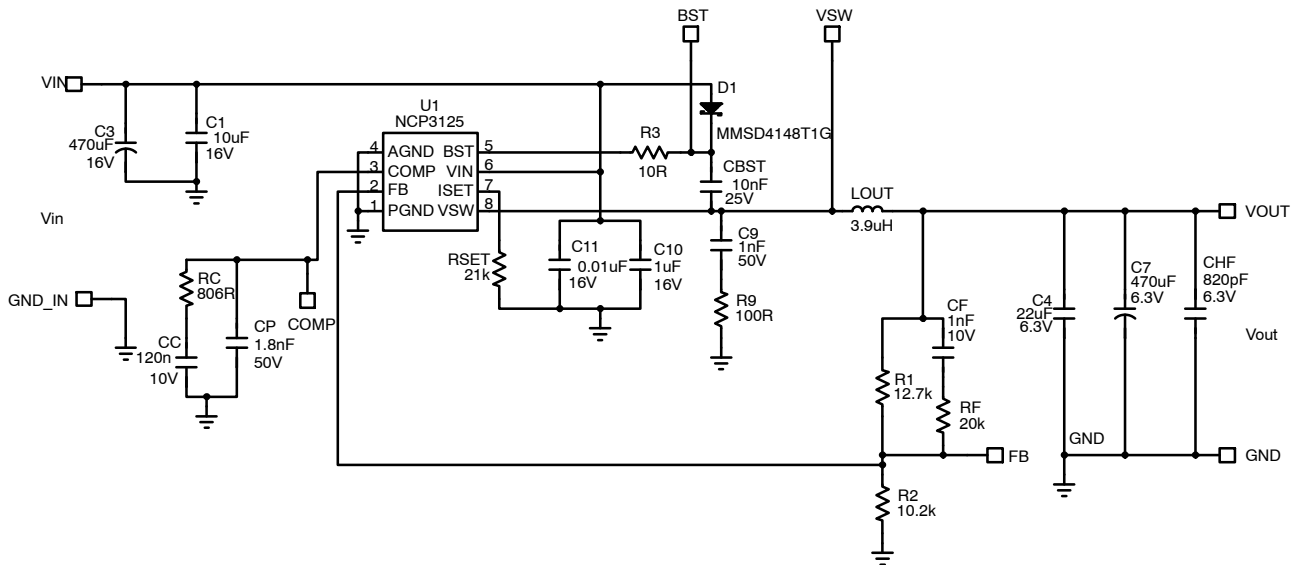 BST
VSW
VIN
C3
470uF
16V
C1
10uF
16V
U1
NCP3125
4 AGND BST 5
3 COMP VIN 6
2 FB ISET 7
1 PGND VSW 8
R3
10R
D1
MMSD4148T1G
CBST
10nF
25V
LOUT
3.9uH
VOUT
Vin
GND_IN
RC
806R
CC
120n
10V
CP
1.8nF
50V
COMP
RSET
21k
C11
0.01uF
16V
C10
1uF
16V
C9
1nF
50V
R9
100R
CF
1nF
10V
R1
12.7k
RF
20k
FB
R2
10.2k
C4
22uF
6.3V
C7
470uF
6.3V
CHF
820pF
6.3V
Vout
GND
GND